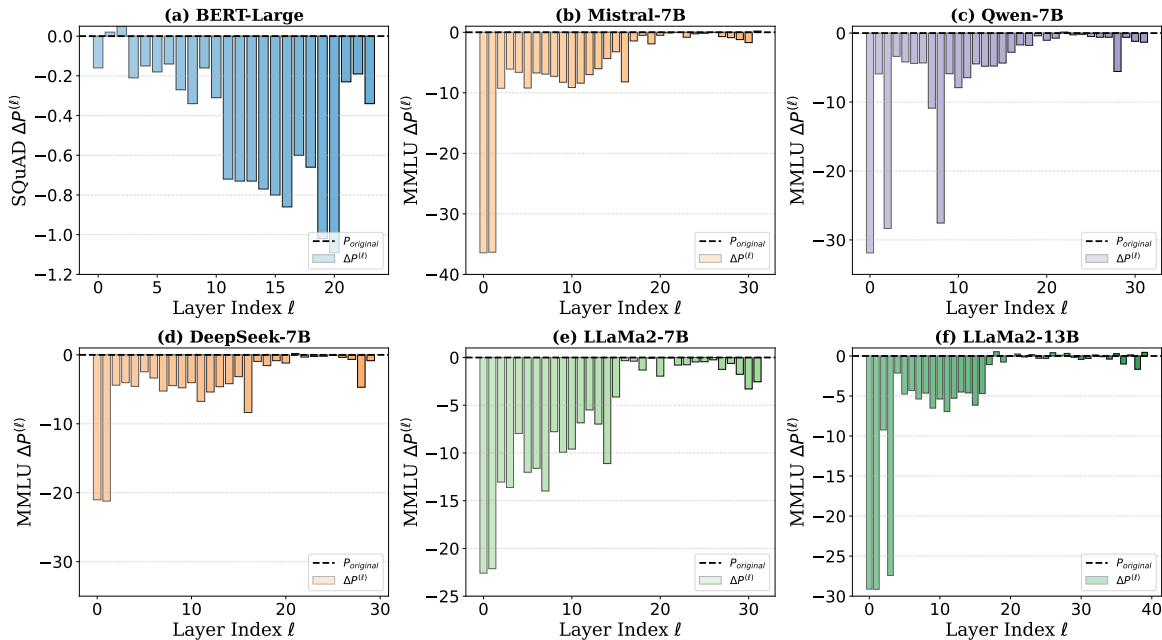 (a) BERT-Large
SQuAD ΔP^(ℓ)
0.0
−0.2
−0.4
−0.6
−0.8
−1.0
−1.2
P_original
ΔP^(ℓ)
0 5 10 15 20
Layer Index ℓ
(b) Mistral-7B
MMLU ΔP^(ℓ)
0
−10
−20
−30
−40
P_original
ΔP^(ℓ)
0 10 20 30
Layer Index ℓ
(c) Qwen-7B
MMLU ΔP^(ℓ)
0
−10
−20
−30
P_original
ΔP^(ℓ)
0 10 20 30
Layer Index ℓ
(d) DeepSeek-7B
MMLU ΔP^(ℓ)
0
−10
−20
−30
P_original
ΔP^(ℓ)
0 10 20 30
Layer Index ℓ
(e) LLaMa2-7B
MMLU ΔP^(ℓ)
0
−5
−10
−15
−20
−25
P_original
ΔP^(ℓ)
0 10 20 30
Layer Index ℓ
(f) LLaMa2-13B
MMLU ΔP^(ℓ)
0
−5
−10
−15
−20
−25
−30
P_original
ΔP^(ℓ)
0 10 20 30 40
Layer Index ℓ